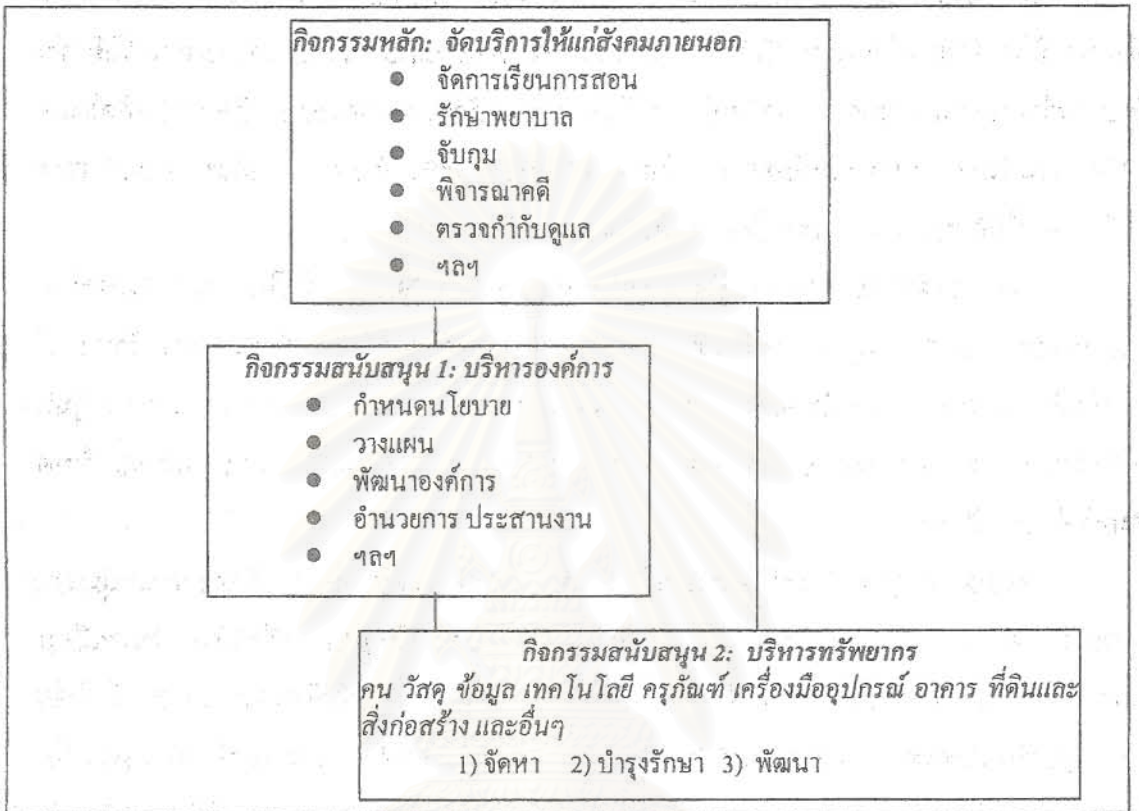 กิจกรรมหลัก: จัดบริการให้แก่สังคมภายนอก
● จัดการเรียนการสอน
● รักษาพยาบาล
● จับกุม
● พิจารณาคดี
● ตรวจกำกับดูแล
● ฯลฯ
กิจกรรมสนับสนุน 1: บริหารองค์การ
● กำหนดนโยบาย
● วางแผน
● พัฒนาองค์การ
● อำนวยการ ประสานงาน
● ฯลฯ
กิจกรรมสนับสนุน 2: บริหารทรัพยากร
คน วัสดุ ข้อมูล เทคโนโลยี ครุภัณฑ์ เครื่องมืออุปกรณ์ อาคาร ที่ดินและ
สิ่งก่อสร้าง และอื่นๆ
1) จัดหา 2) บำรุงรักษา 3) พัฒนา